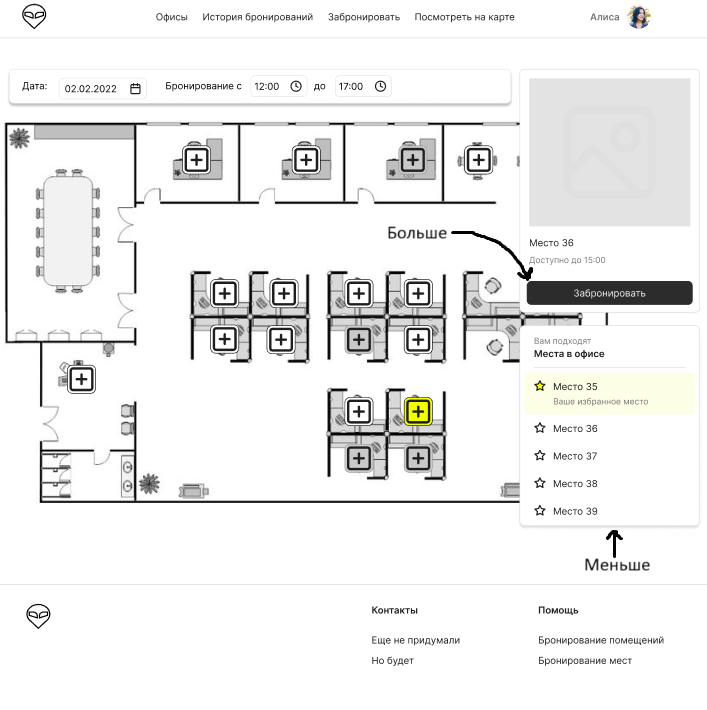 Офисы История бронирований Забронировать Посмотреть на карте Алиса
Дата: 02.02.2022 Бронирование с 12:00 до 17:00
Больше
Место 36
Доступно до 15:00
Забронировать
Вам подходят
Места в офисе
Место 35
Ваше избранное место
Место 36
Место 37
Место 38
Место 39
Меньше
Контакты
Еще не придумали
Но будет
Помощь
Бронирование помещений
Бронирование мест